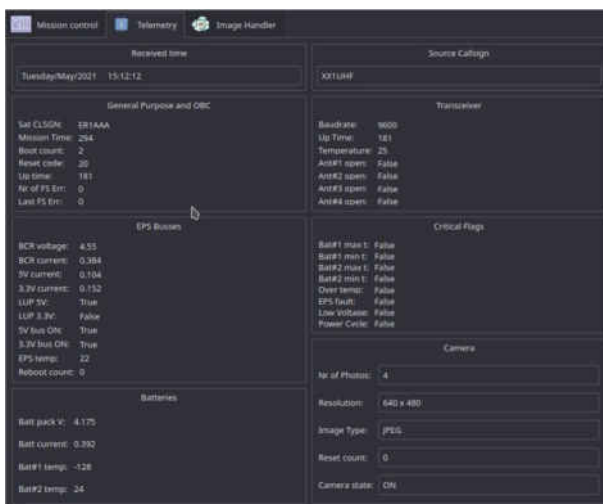 Mission control
Telemetry
Image Handler
Received time
Tuesday/May/2021 15:12:12
Source Callsign
XX1UHF
General Purpose and OBC
Sat CLSGN: ER1AAA
Mission Time: 294
Boot count: 2
Reset code: 20
Up time: 181
Nr of FS Err: 0
Last FS Err: 0
Transceiver
Baudrate: 9600
Up Time: 181
Temperature: 25
Ant#1 open: False
Ant#2 open: False
Ant#3 open: False
Ant#4 open: False
EPS Busses
BCR voltage: 4.55
BCR current: 0.384
5V current: 0.104
3.3V current: 0.152
LUP 5V: True
LUP 3.3V: False
5V bus ON: True
3.3V bus ON: True
EPS temp: 22
Reboot count: 0
Critical Flags
Bat#1 max t: False
Bat#1 min t: False
Bat#2 max t: False
Bat#2 min t: False
Over temp: False
EPS fault: False
Low Voltage: False
Power Cycle: False
Batteries
Batt pack V: 4.175
Batt current: 0.392
Bat#1 temp: -128
Bat#2 temp: 24
Camera
Nr of Photos: 4
Resolution: 640 x 480
Image Type: JPEG
Reset count: 0
Camera state: ON